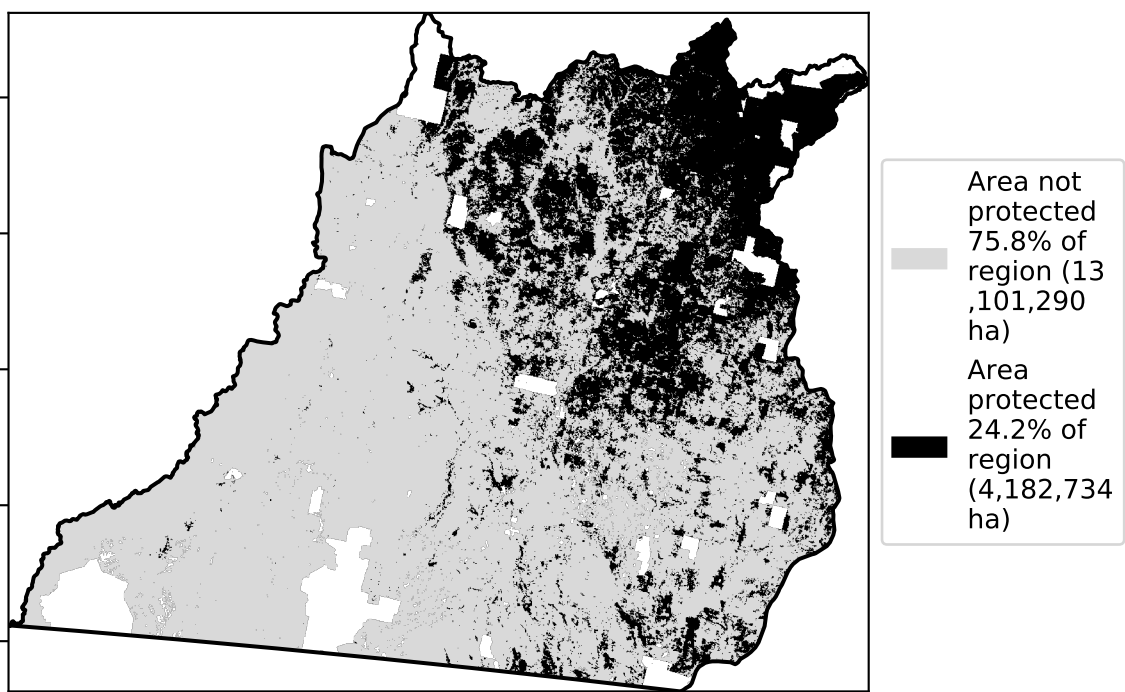 Area not
protected
75.8% of
region (13
,101,290
ha)
Area
protected
24.2% of
region
(4,182,734
ha)